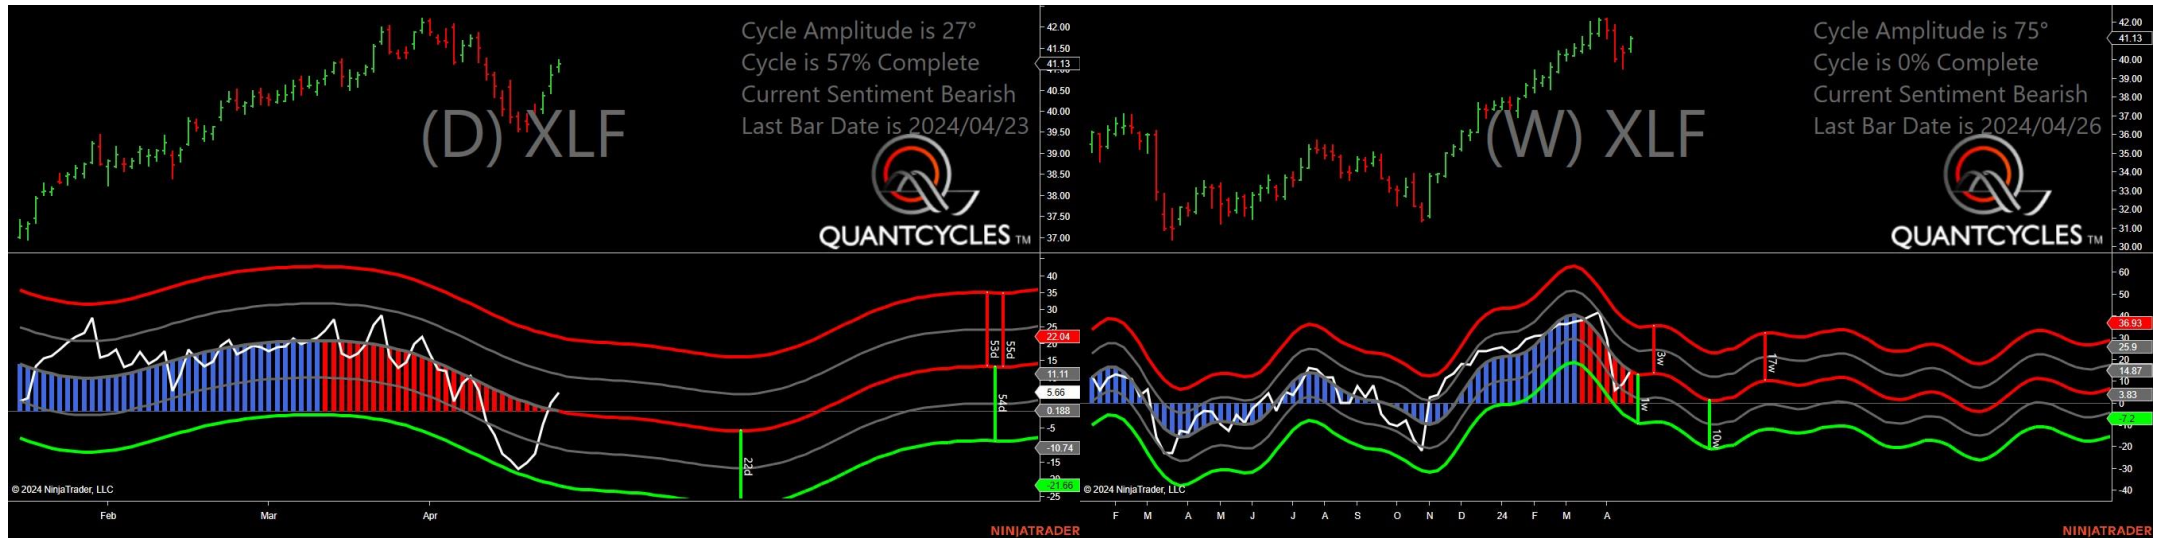 Cycle Amplitude is 27°
Cycle is 57% Complete
Current Sentiment Bearish
Last Bar Date is 2024/04/23
(D) XLF
QUANTCYCLES TM
42.00
41.50
41.13
40.50
40.00
39.50
39.00
38.50
38.00
37.50
37.00
40
35
30
25
22.04
20
15
11.11
5.66
0.188
-5
-10.74
-15
-21.66
-25
53d
55d
54d
22d
© 2024 NinjaTrader, LLC
Feb
Mar
Apr
NINJATRADER
Cycle Amplitude is 75°
Cycle is 0% Complete
Current Sentiment Bearish
Last Bar Date is 2024/04/26
(W) XLF
QUANTCYCLES TM
42.00
41.13
40.00
39.00
38.00
37.00
36.00
35.00
34.00
33.00
32.00
31.00
30.00
60
50
40
36.93
25.9
20
14.87
10
3.83
0
-7.2
-20
-30
-40
3w
17w
1w
10w
© 2024 NinjaTrader, LLC
F M A M J J A S O N D 24 F M A
NINJATRADER